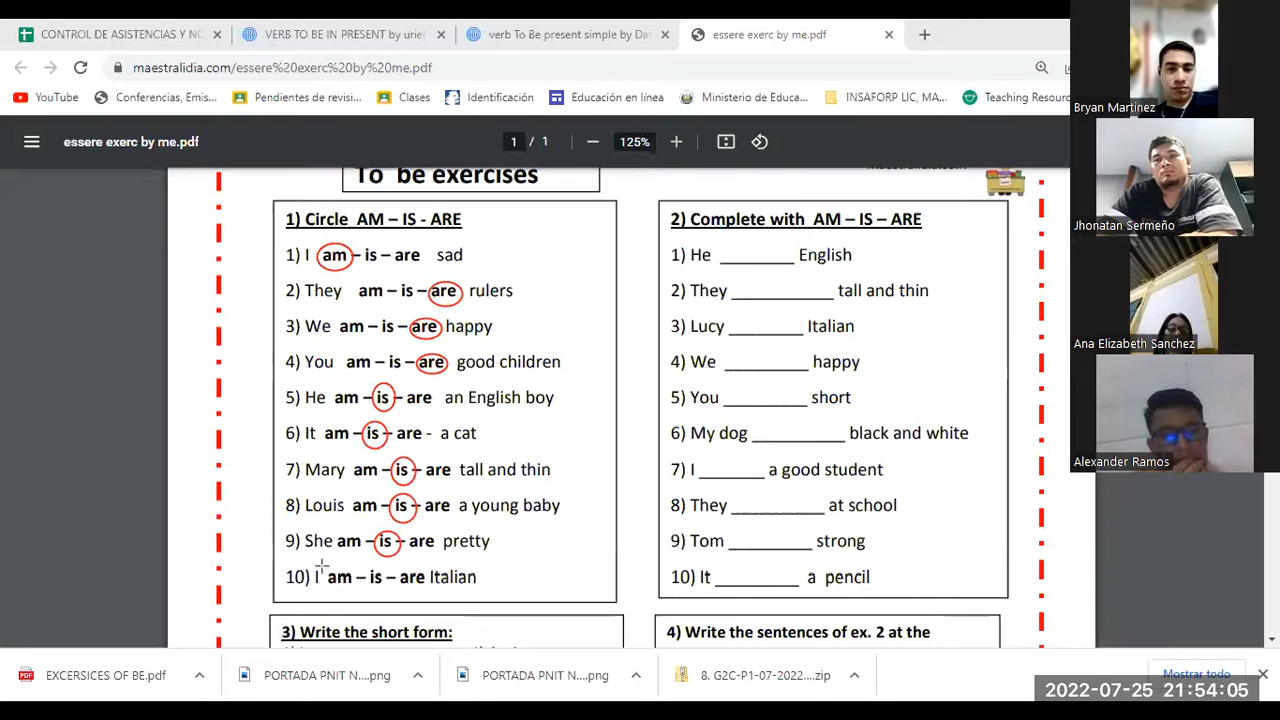 CONTROL DE ASISTENCIAS Y NO
VERB TO BE IN PRESENT by uriel
verb To Be present simple by Da
essere exerc by me.pdf
maestralidia.com/essere%20exerc%20by%20me.pdf
YouTube
Conferencias, Emis...
Pendientes de revisi...
Clases
Identificación
Educación en línea
Ministerio de Educa...
INSAFORP LIC, MA...
Teaching Resourc
essere exerc by me.pdf
1 / 1
125%
To be exercises
1) Circle AM – IS - ARE
1) I am – is – are sad
2) They am – is – are rulers
3) We am – is – are happy
4) You am – is – are good children
5) He am – is – are an English boy
6) It am – is – are - a cat
7) Mary am – is – are tall and thin
8) Louis am – is – are a young baby
9) She am – is – are pretty
10) I am – is – are Italian
2) Complete with AM – IS – ARE
1) He ________ English
2) They ___________ tall and thin
3) Lucy ________ Italian
4) We _________ happy
5) You _________ short
6) My dog __________ black and white
7) I _______ a good student
8) They __________ at school
9) Tom _________ strong
10) It _________ a pencil
3) Write the short form:
4) Write the sentences of ex. 2 at the
Bryan Martinez
Jhonatan Sermeño
Ana Elizabeth Sanchez
Alexander Ramos
EXCERSICES OF BE.pdf
PORTADA PNIT N....png
PORTADA PNIT N....png
8. G2C-P1-07-2022....zip
Mostrar todo
2022-07-25 21:54:05